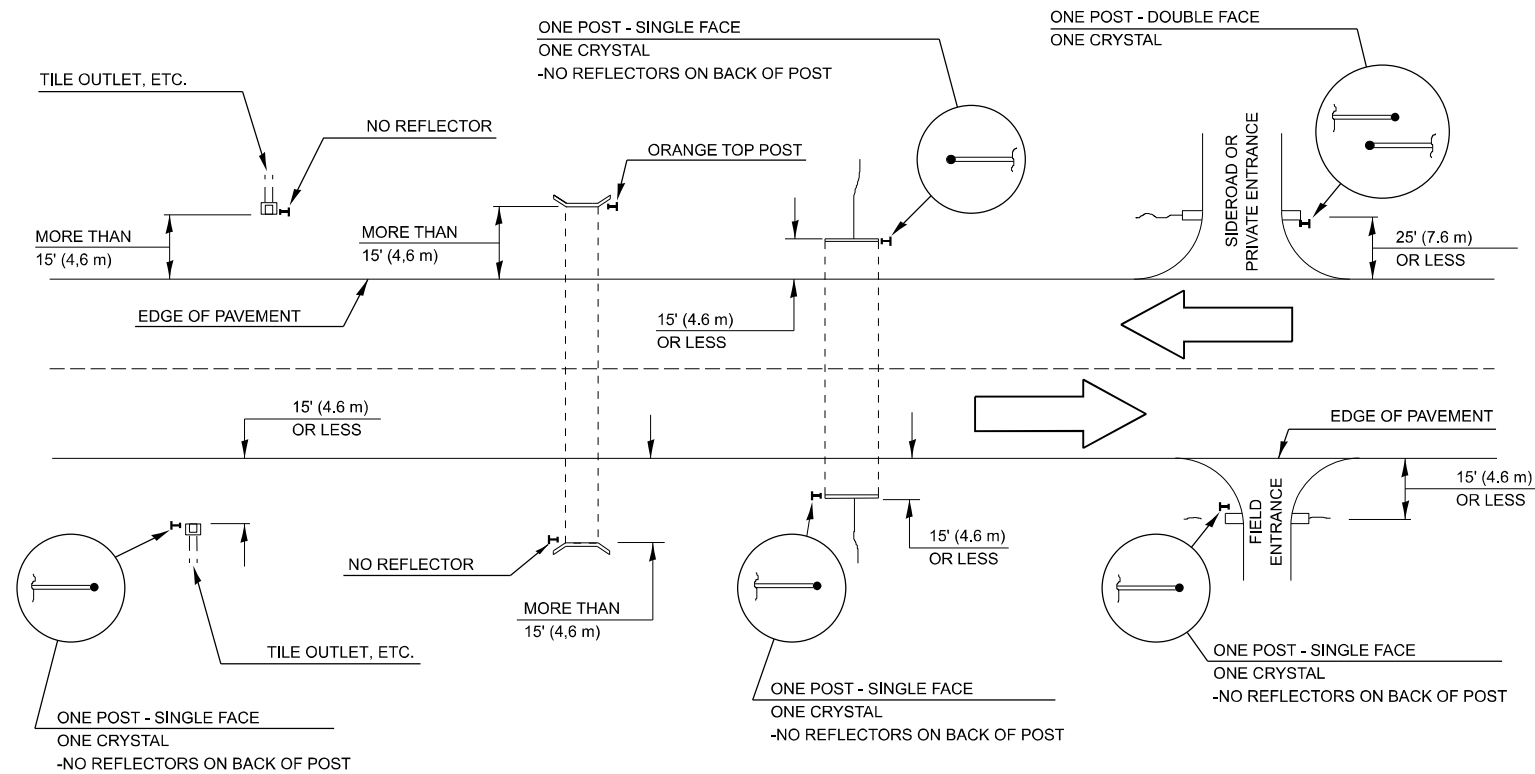 ONE POST - SINGLE FACE
ONE CRYSTAL
-NO REFLECTORS ON BACK OF POST
ONE POST - DOUBLE FACE
ONE CRYSTAL
TILE OUTLET, ETC.
NO REFLECTOR
ORANGE TOP POST
SIDEROAD OR
PRIVATE ENTRANCE
MORE THAN
15' (4,6 m)
MORE THAN
15' (4,6 m)
25' (7.6 m)
OR LESS
EDGE OF PAVEMENT
15' (4.6 m)
OR LESS
15' (4.6 m)
OR LESS
EDGE OF PAVEMENT
15' (4.6 m)
OR LESS
FIELD
ENTRANCE
15' (4.6 m)
OR LESS
NO REFLECTOR
MORE THAN
15' (4,6 m)
TILE OUTLET, ETC.
ONE POST - SINGLE FACE
ONE CRYSTAL
-NO REFLECTORS ON BACK OF POST
ONE POST - SINGLE FACE
ONE CRYSTAL
-NO REFLECTORS ON BACK OF POST
ONE POST - SINGLE FACE
ONE CRYSTAL
-NO REFLECTORS ON BACK OF POST